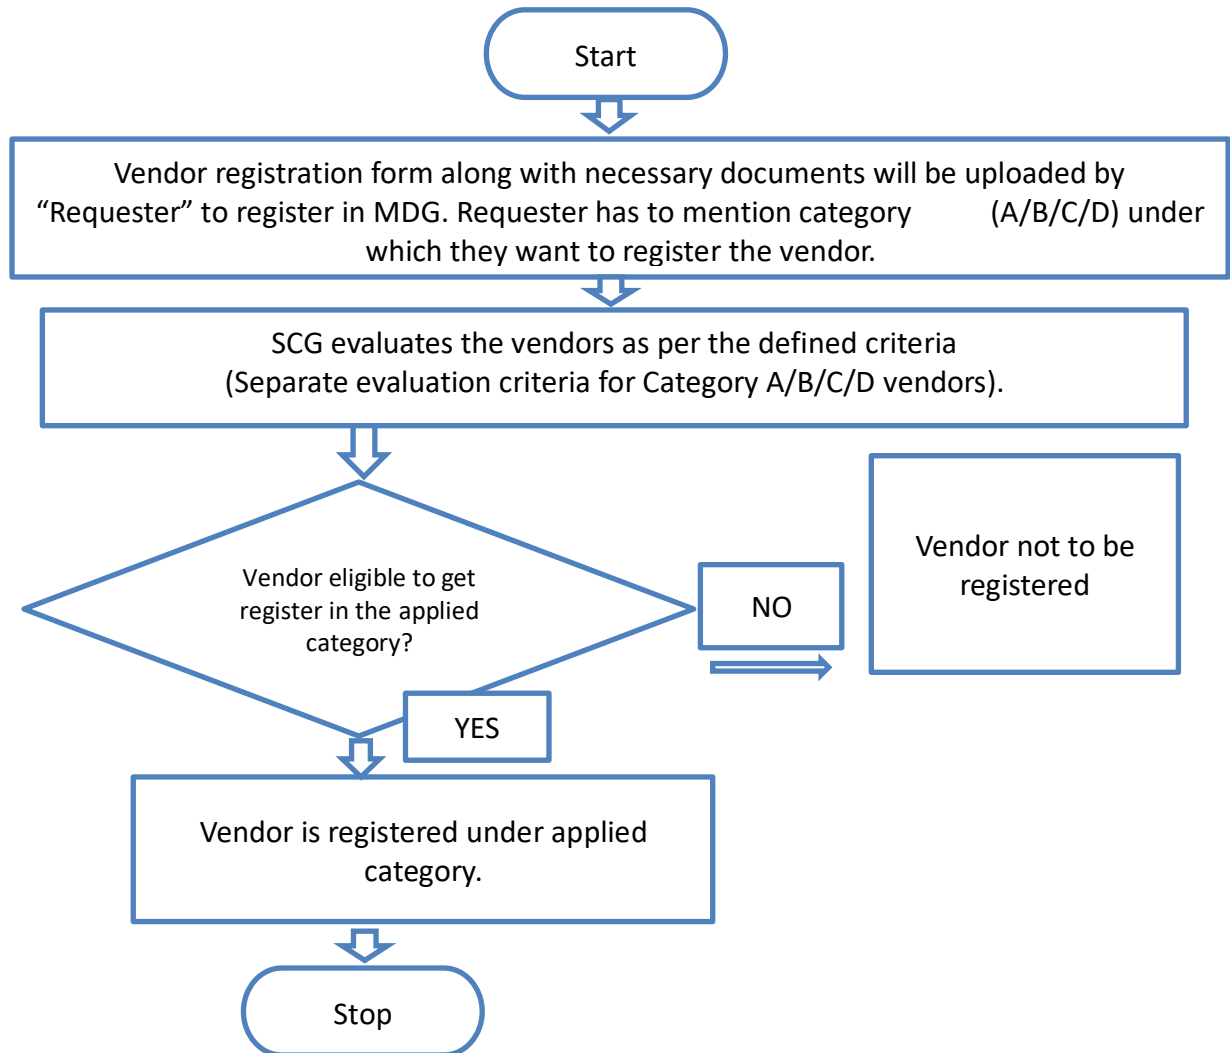 Start
Vendor registration form along with necessary documents will be uploaded by
“Requester” to register in MDG. Requester has to mention category (A/B/C/D) under
which they want to register the vendor.
SCG evaluates the vendors as per the defined criteria
(Separate evaluation criteria for Category A/B/C/D vendors).
Vendor eligible to get
register in the applied
category?
NO
Vendor not to be
registered
YES
Vendor is registered under applied
category.
Stop